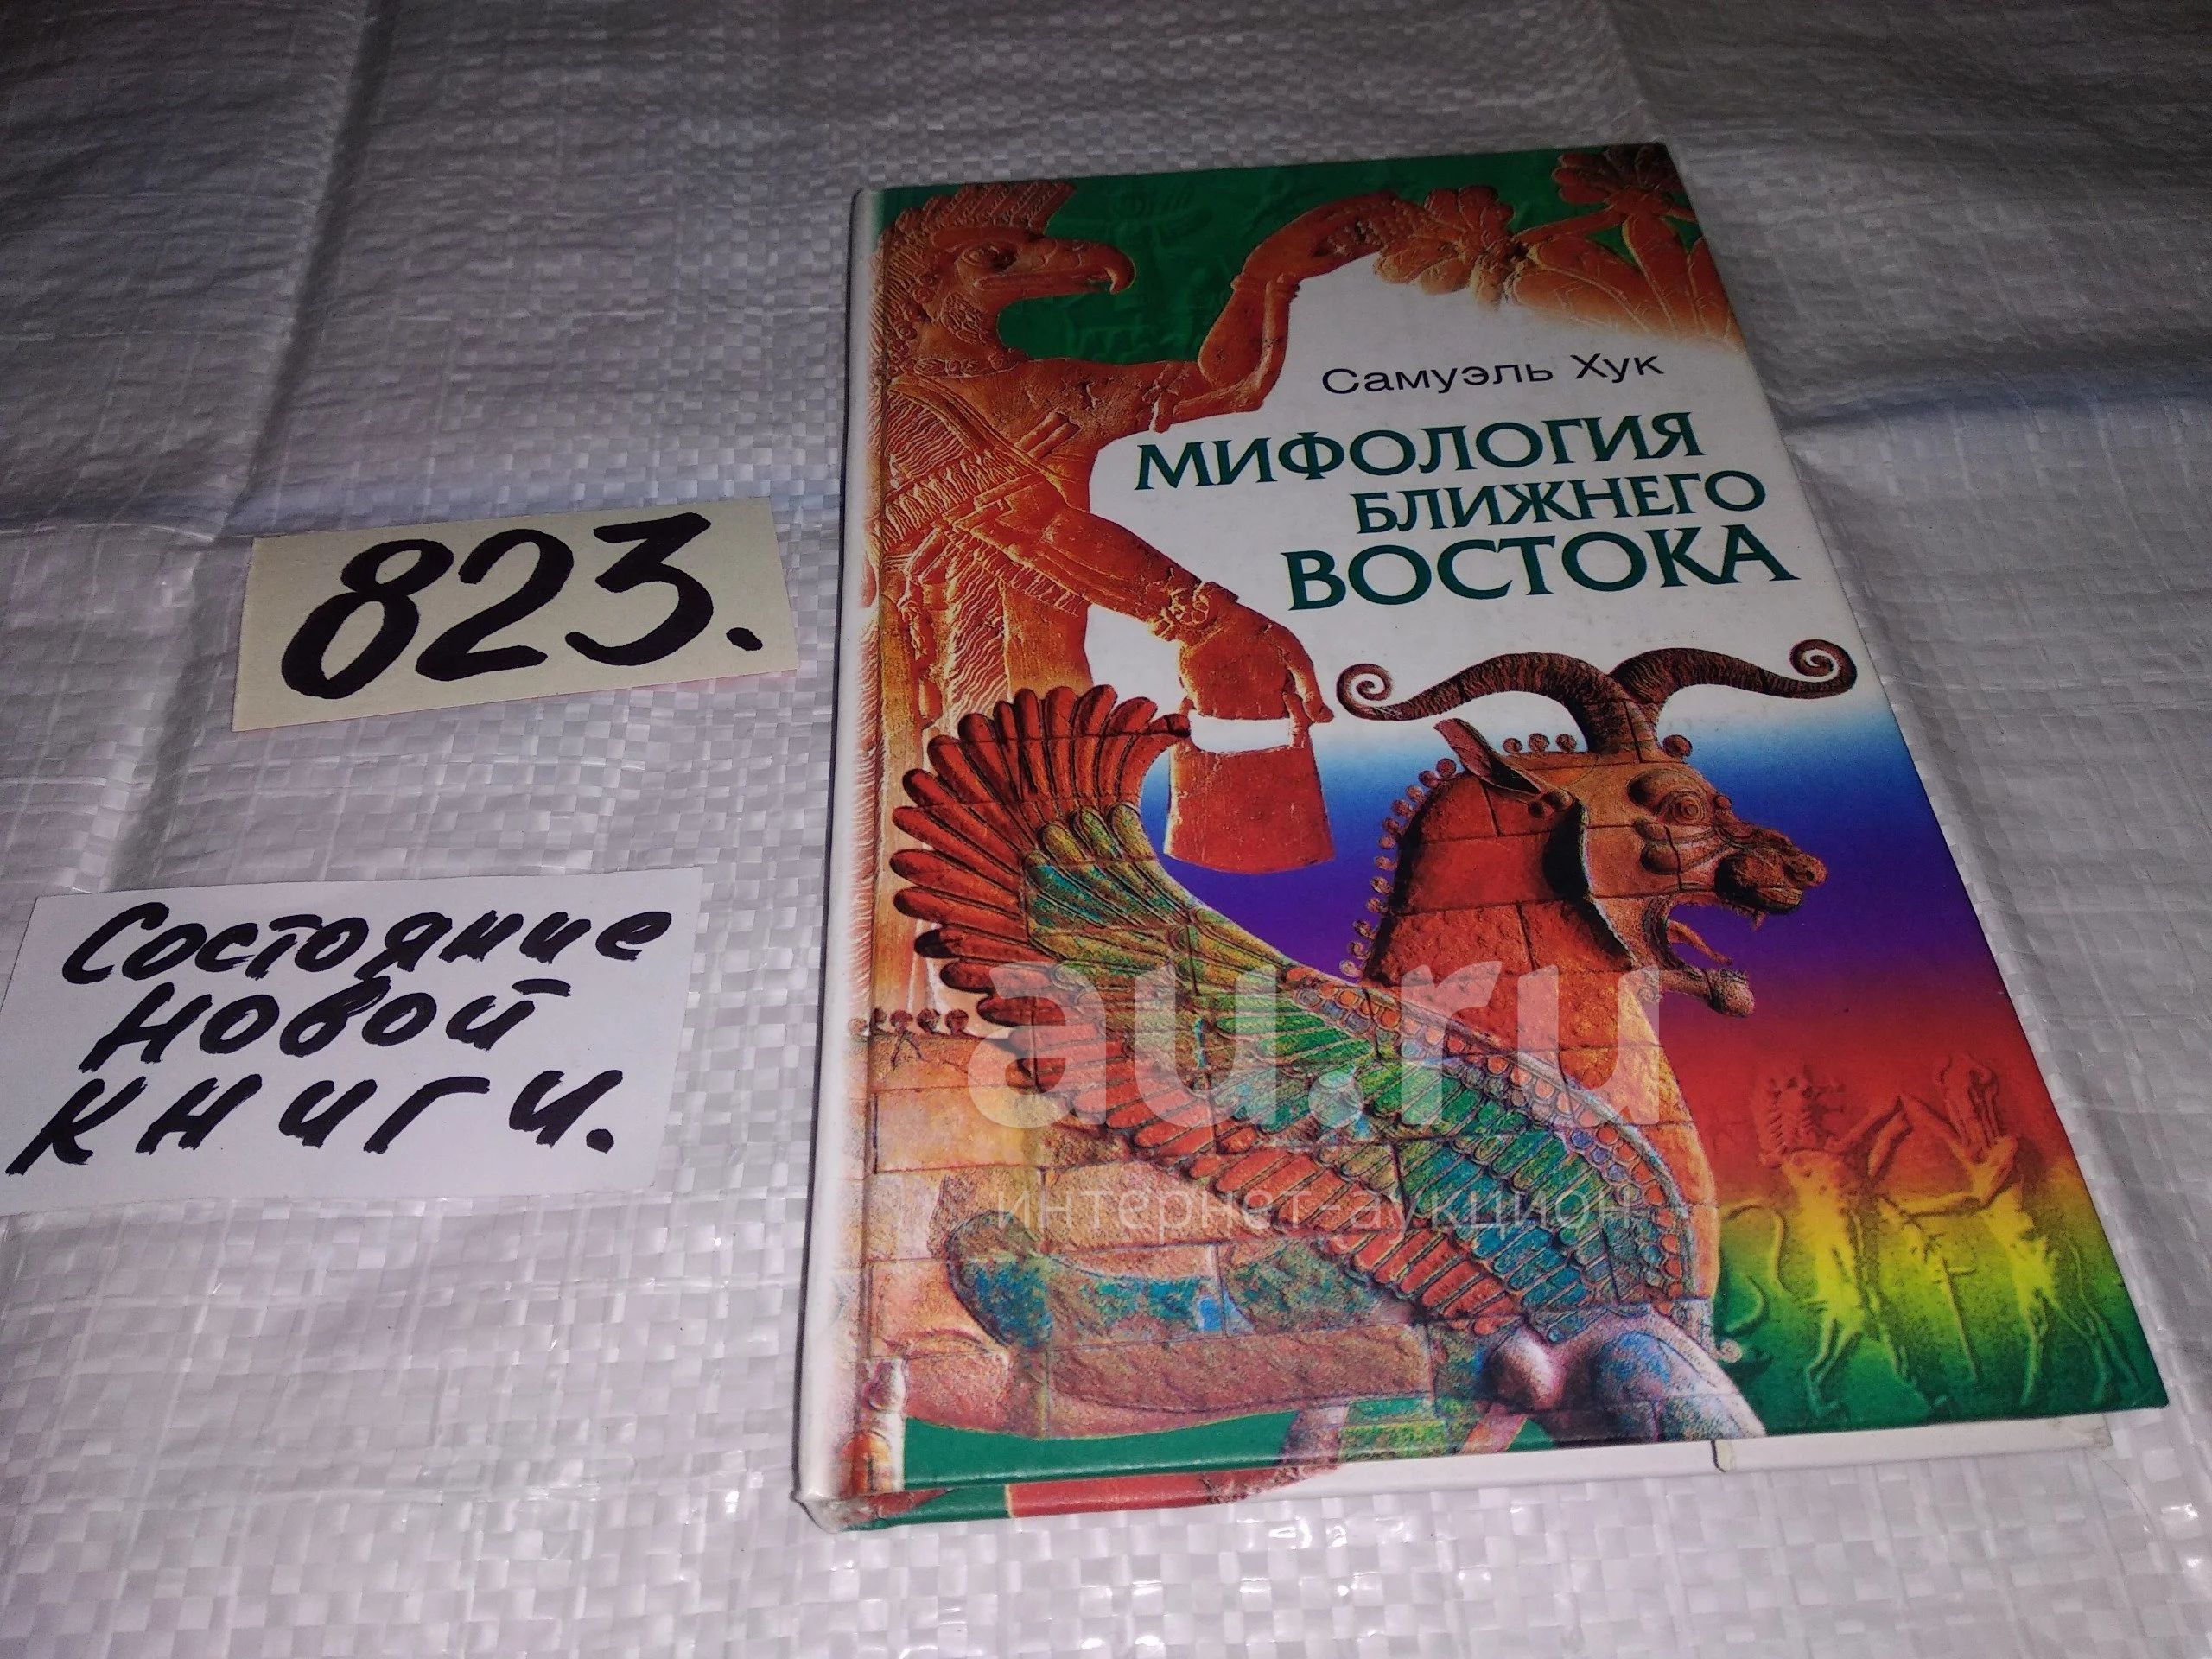 Самуэль Хук
МИФОЛОГИЯ
БЛИЖНЕГО
ВОСТОКА
823.
Состояние
новой
книги.
au.ru
интернет-аукцион